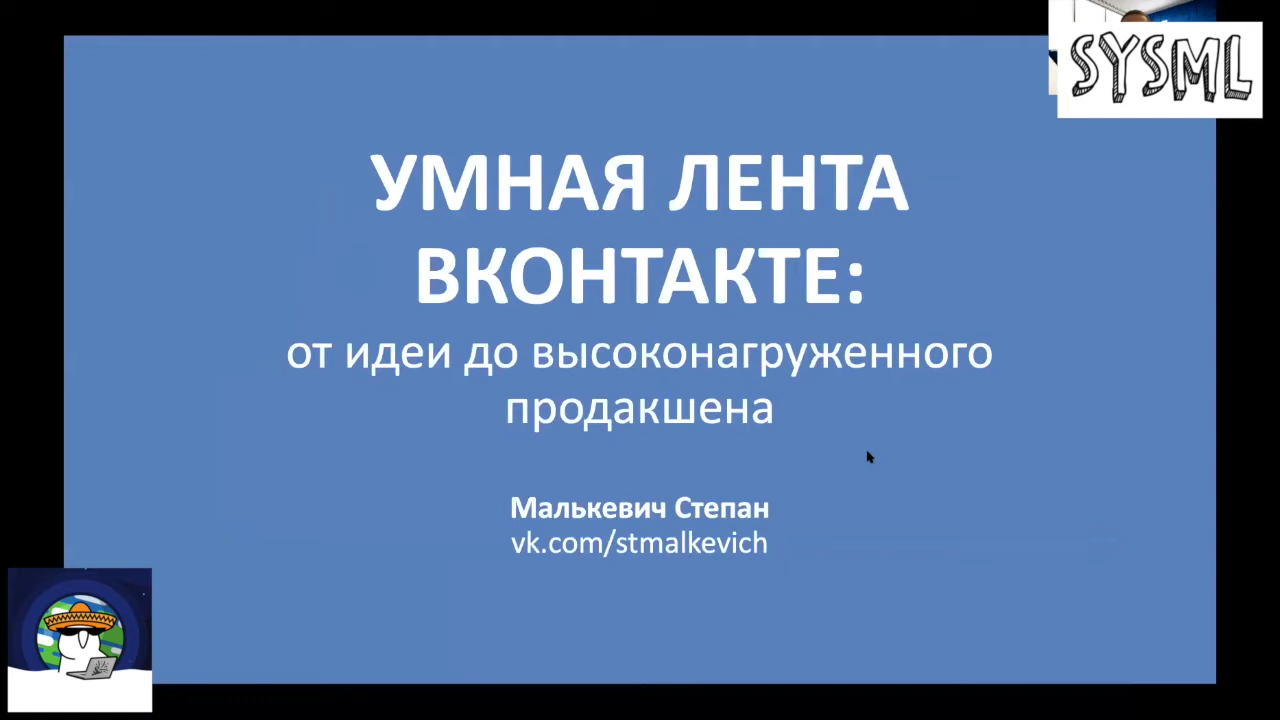 SYSML
УМНАЯ ЛЕНТА
ВКОНТАКТЕ:
от идеи до высоконагруженного
продакшена
Малькевич Степан
vk.com/stmalkevich